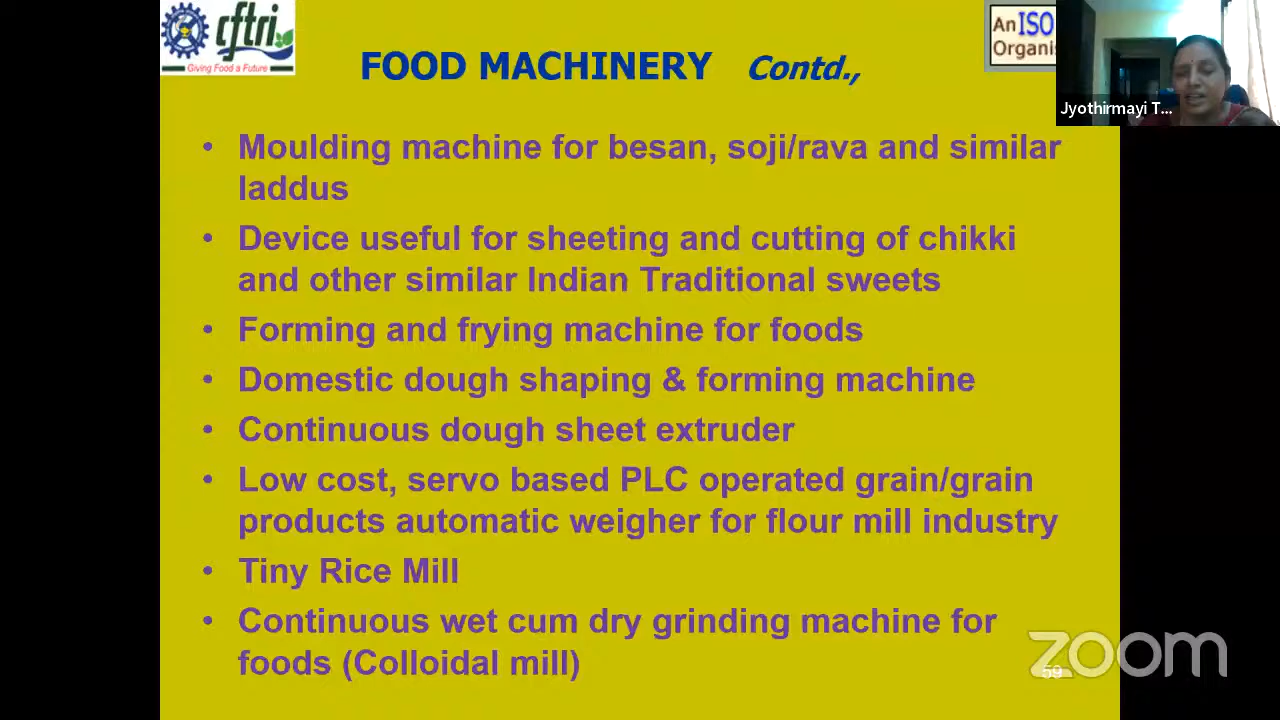 cftri
Giving Food a Future
FOOD MACHINERY Contd.,
An ISO
Organis
Jyothirmayi T...
• Moulding machine for besan, soji/rava and similar
laddus
• Device useful for sheeting and cutting of chikki
and other similar Indian Traditional sweets
• Forming and frying machine for foods
• Domestic dough shaping & forming machine
• Continuous dough sheet extruder
• Low cost, servo based PLC operated grain/grain
products automatic weigher for flour mill industry
• Tiny Rice Mill
• Continuous wet cum dry grinding machine for
foods (Colloidal mill)
59
zoom